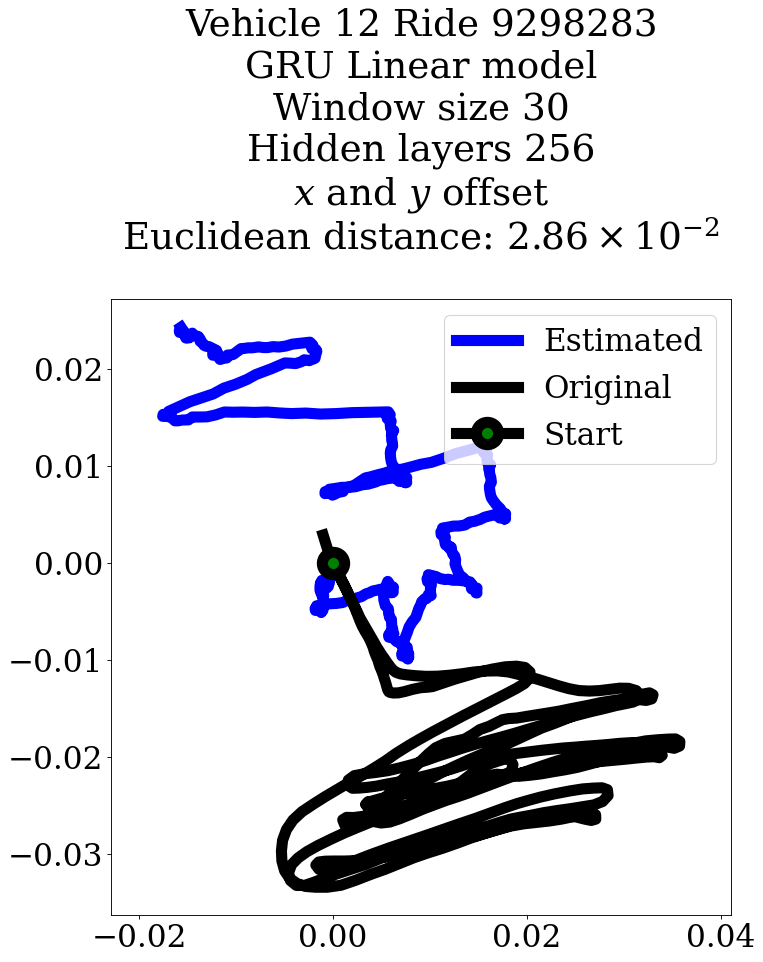 Vehicle 12 Ride 9298283
GRU Linear model
Window size 30
Hidden layers 256
x and y offset
Euclidean distance: 2.86 × 10⁻²
Estimated
Original
Start
0.02
0.01
0.00
−0.01
−0.02
−0.03
−0.02 0.00 0.02 0.04